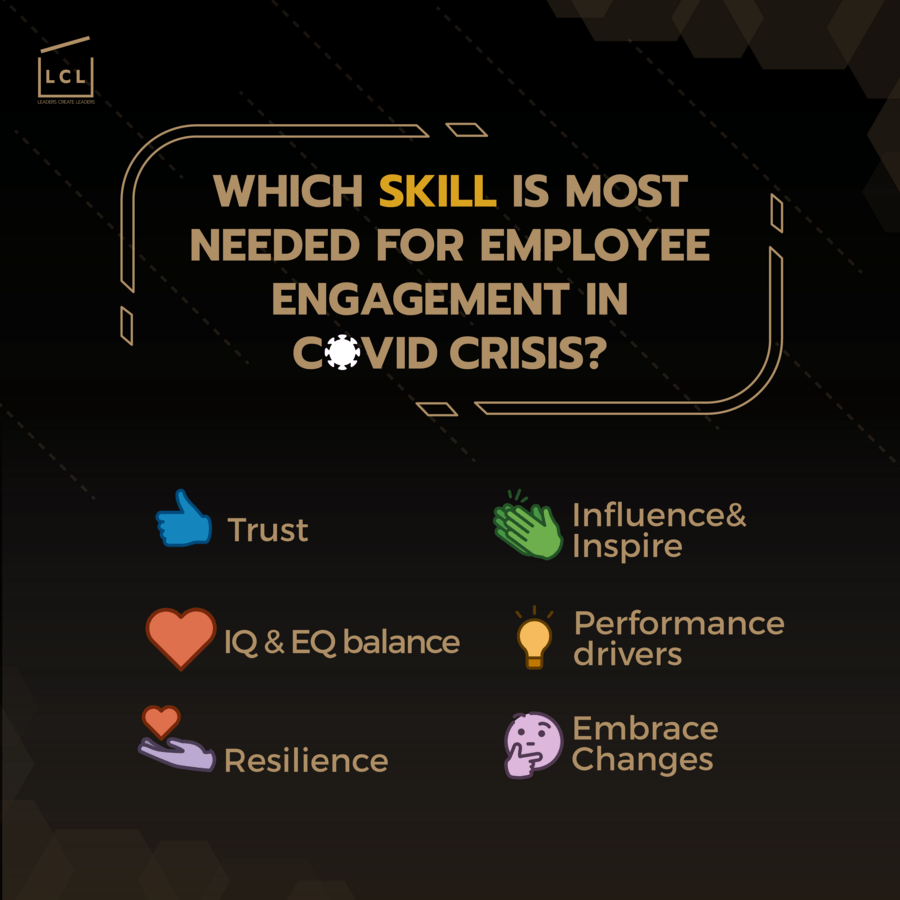 LCL
LEADERS CREATE LEADERS
WHICH SKILL IS MOST
NEEDED FOR EMPLOYEE
ENGAGEMENT IN
COVID CRISIS?
Trust
Influence&
Inspire
IQ & EQ balance
Performance
drivers
Resilience
Embrace
Changes